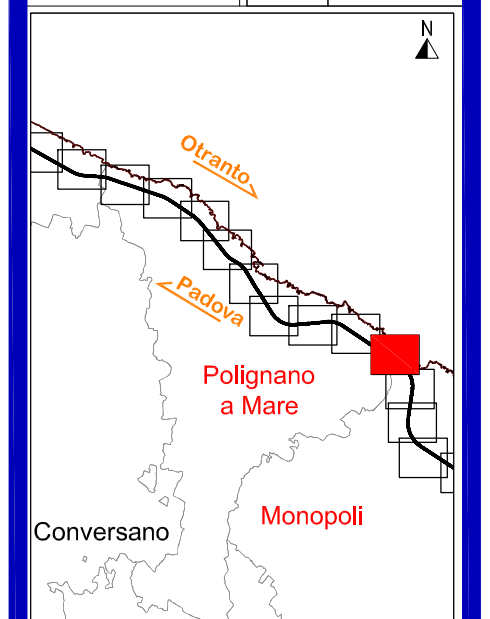 N
Otranto
Padova
Polignano
a Mare
Monopoli
Conversano